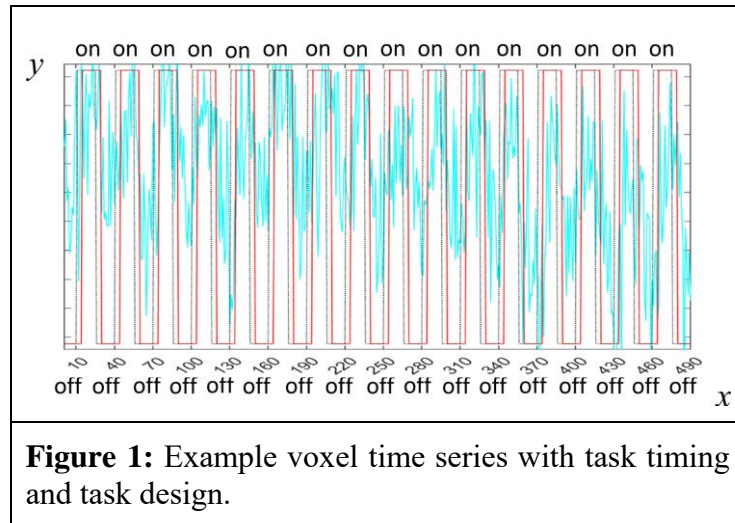 on on on on on on on on on on on on on on on on
y
10 40 70 100 130 160 190 220 250 280 310 340 370 400 430 460 490
off off off off off off off off off off off off off off off off off
x
Figure 1: Example voxel time series with task timing
and task design.